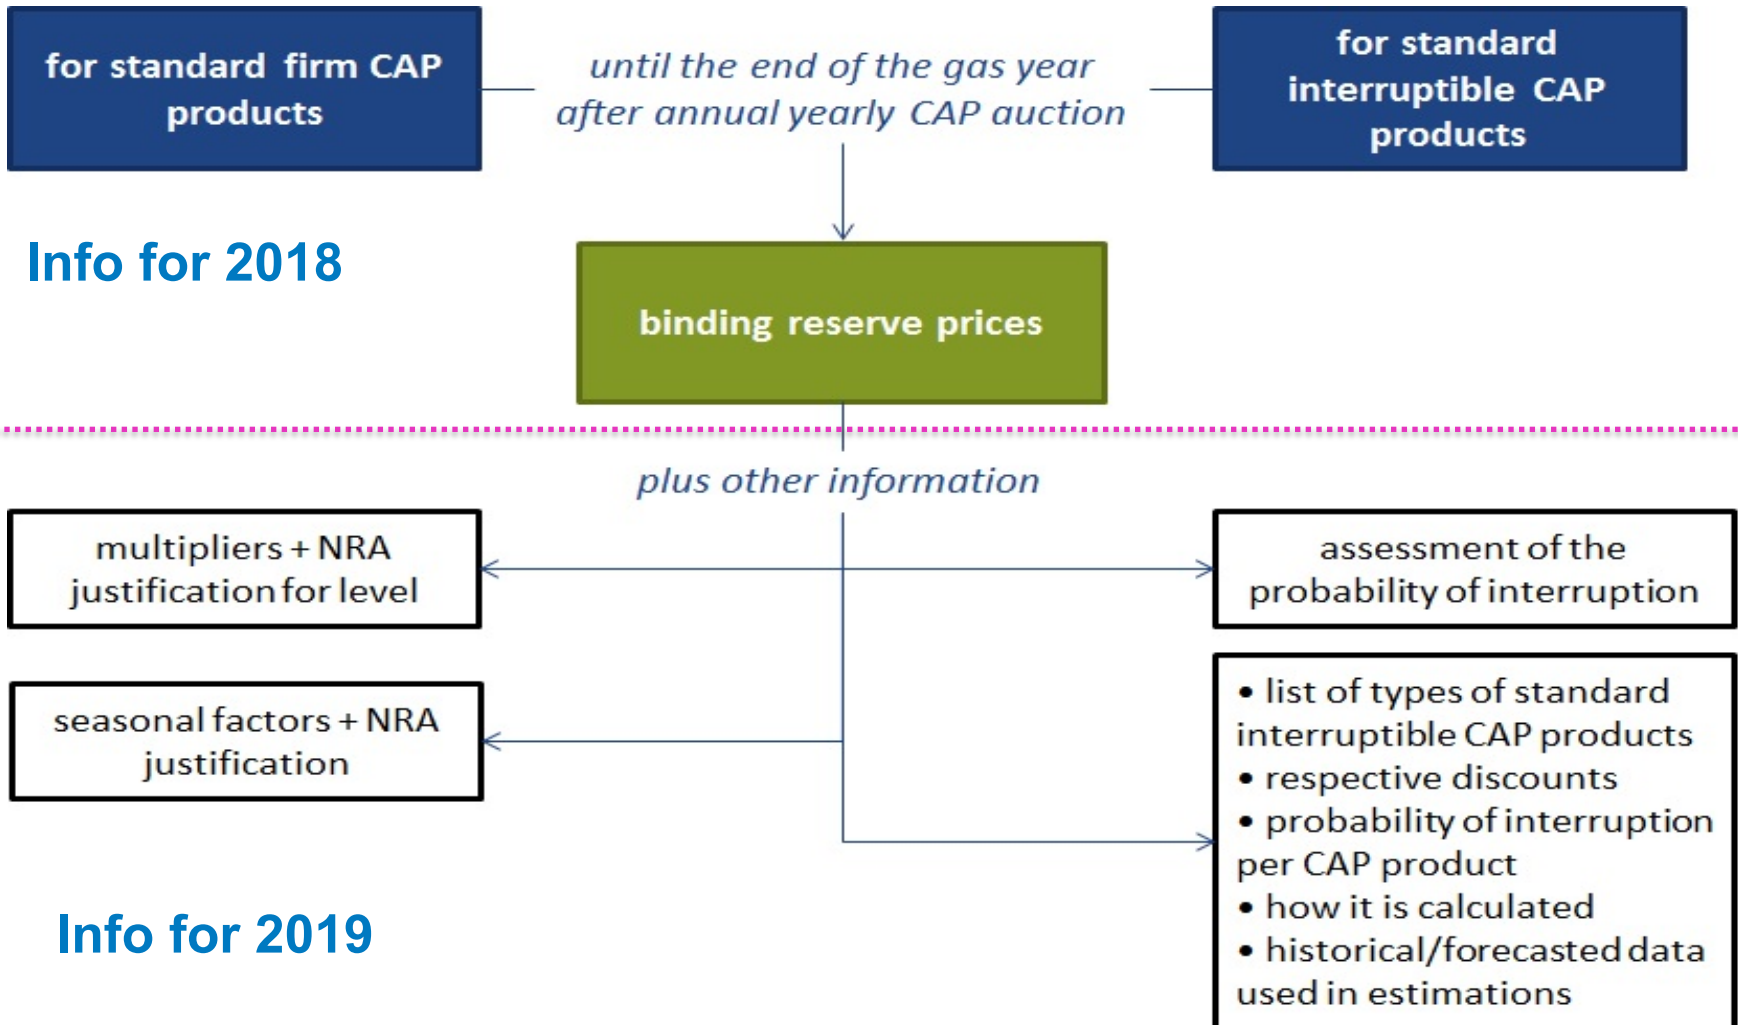 for standard firm CAP
products
until the end of the gas year
after annual yearly CAP auction
for standard
interruptible CAP
products
Info for 2018
binding reserve prices
plus other information
multipliers + NRA
justification for level
assessment of the
probability of interruption
seasonal factors + NRA
justification
• list of types of standard
interruptible CAP products
• respective discounts
• probability of interruption
per CAP product
• how it is calculated
• historical/forecasted data
used in estimations
Info for 2019